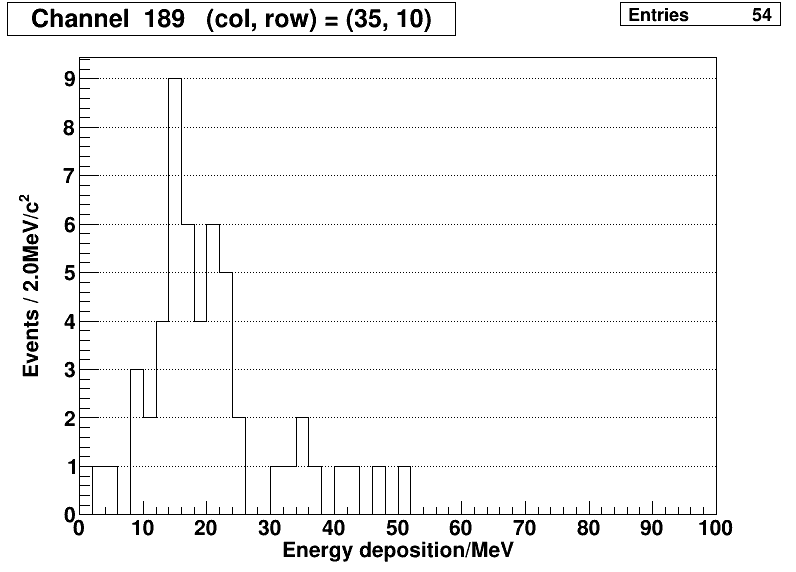 Channel 189 (col, row) = (35, 10)
Entries 54
Events / 2.0MeV/c²
9
8
7
6
5
4
3
2
1
0
0 10 20 30 40 50 60 70 80 90 100
Energy deposition/MeV